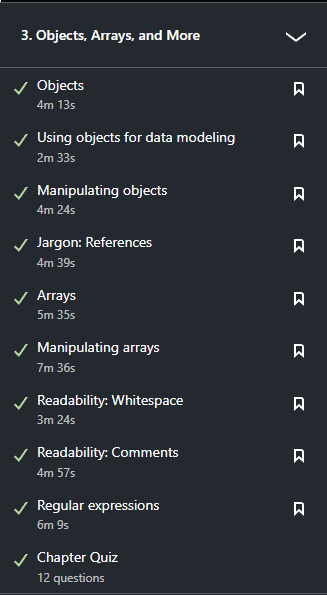 3. Objects, Arrays, and More
Objects
4m 13s
Using objects for data modeling
2m 33s
Manipulating objects
4m 24s
Jargon: References
4m 39s
Arrays
5m 35s
Manipulating arrays
7m 36s
Readability: Whitespace
3m 24s
Readability: Comments
4m 57s
Regular expressions
6m 9s
Chapter Quiz
12 questions